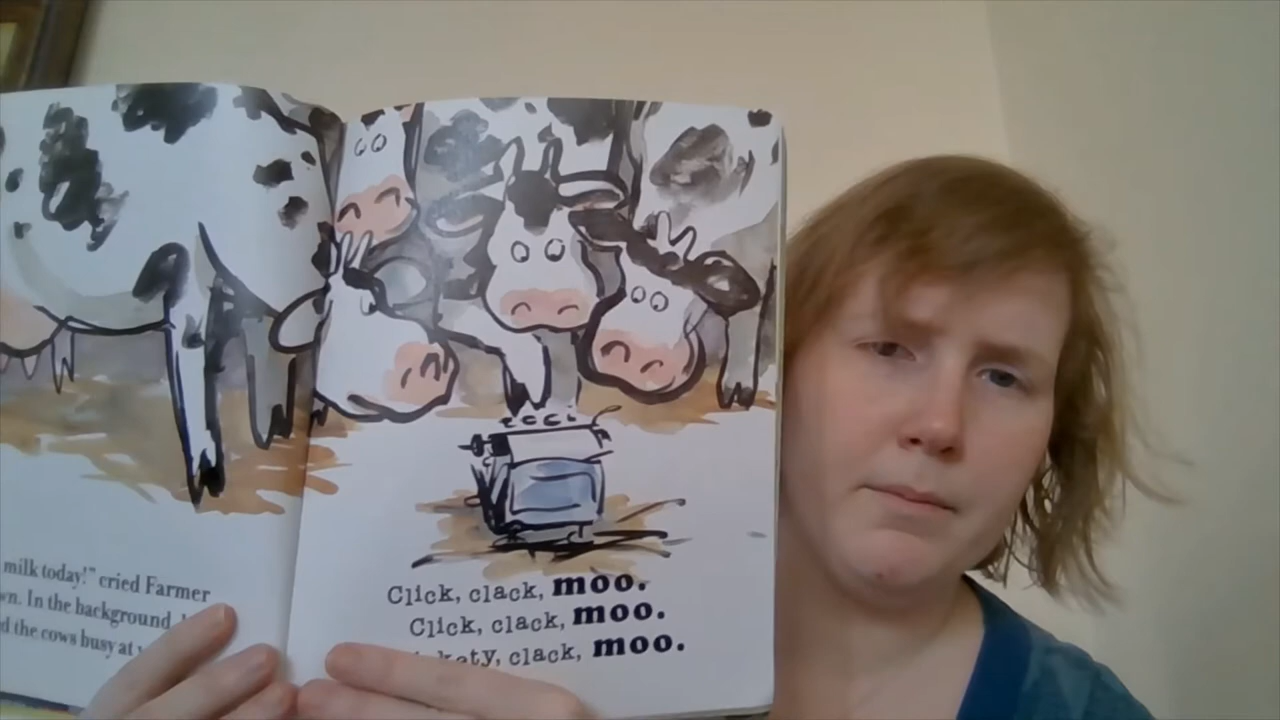 milk today!" cried Farmer
In the background,
the cows busy at
Click, clack, moo.
Click, clack, moo.
clack, moo.